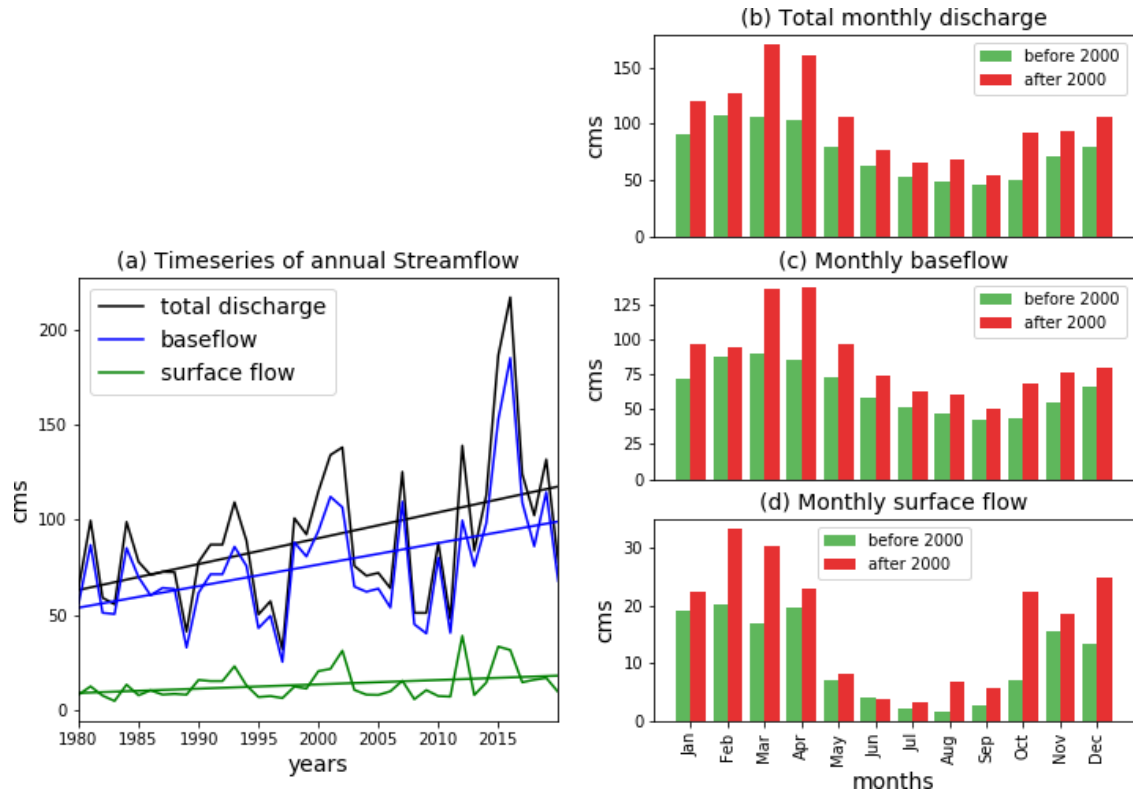 (a) Timeseries of annual Streamflow
total discharge
baseflow
surface flow
cms
200
150
100
50
0
1980 1985 1990 1995 2000 2005 2010 2015
years
(b) Total monthly discharge
before 2000
after 2000
cms
150
100
50
0
(c) Monthly baseflow
before 2000
after 2000
cms
125
100
75
50
25
0
(d) Monthly surface flow
before 2000
after 2000
cms
30
20
10
0
Jan Feb Mar Apr May Jun Jul Aug Sep Oct Nov Dec
months